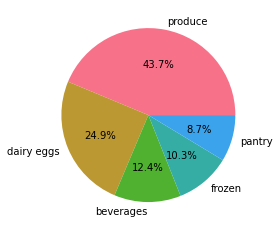 produce
43.7%
8.7%
24.9%
pantry
dairy eggs
10.3%
12.4%
frozen
beverages